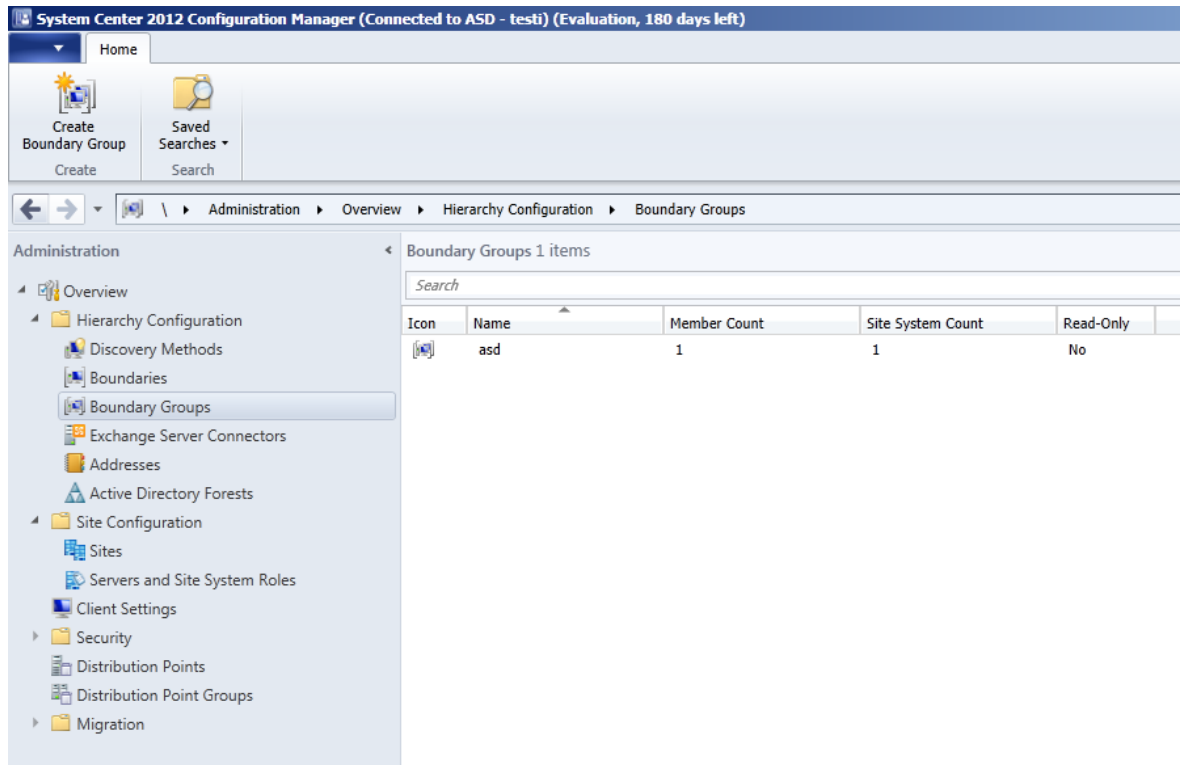 System Center 2012 Configuration Manager (Connected to ASD - testi) (Evaluation, 180 days left)
Home
Create Boundary Group
Saved Searches
Create
Search
\ Administration Overview Hierarchy Configuration Boundary Groups
Administration
Overview
Hierarchy Configuration
Discovery Methods
Boundaries
Boundary Groups
Exchange Server Connectors
Addresses
Active Directory Forests
Site Configuration
Sites
Servers and Site System Roles
Client Settings
Security
Distribution Points
Distribution Point Groups
Migration
Boundary Groups 1 items
Search
Icon Name Member Count Site System Count Read-Only
asd 1 1 No